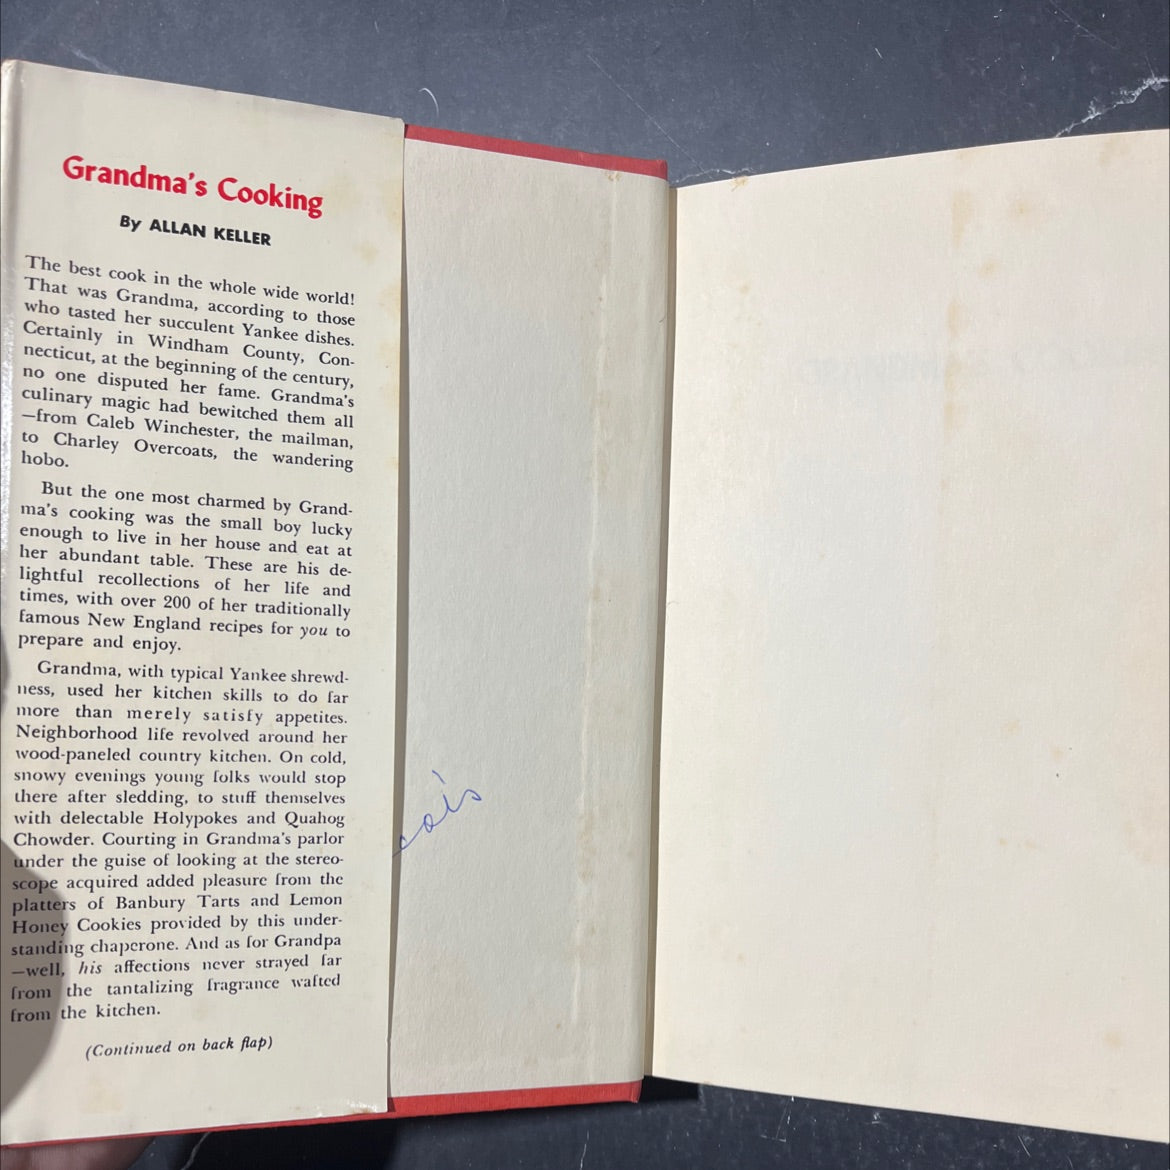 Grandma's Cooking
By ALLAN KELLER
The best cook in the whole wide world!
That was Grandma, according to those
who tasted her succulent Yankee dishes.
Certainly in Windham County, Con-
necticut, at the beginning of the century,
no one disputed her fame. Grandma's
culinary magic had bewitched them all
—from Caleb Winchester, the mailman,
to Charley Overcoats, the wandering
hobo.
But the one most charmed by Grand-
ma's cooking was the small boy lucky
enough to live in her house and eat at
her abundant table. These are his de-
lightful recollections of her life and
times, with over 200 of her traditionally
famous New England recipes for you to
prepare and enjoy.
Grandma, with typical Yankee shrewd-
ness, used her kitchen skills to do far
more than merely satisfy appetites.
Neighborhood life revolved around her
wood-paneled country kitchen. On cold,
snowy evenings young folks would stop
there after sledding, to stuff themselves
with delectable Holypokes and Quahog
Chowder. Courting in Grandma's parlor
under the guise of looking at the stereo-
scope acquired added pleasure from the
platters of Banbury Tarts and Lemon
Honey Cookies provided by this under-
standing chaperone. And as for Grandpa
—well, his affections never strayed far
from the tantalizing fragrance wafted
from the kitchen.
(Continued on back flap)